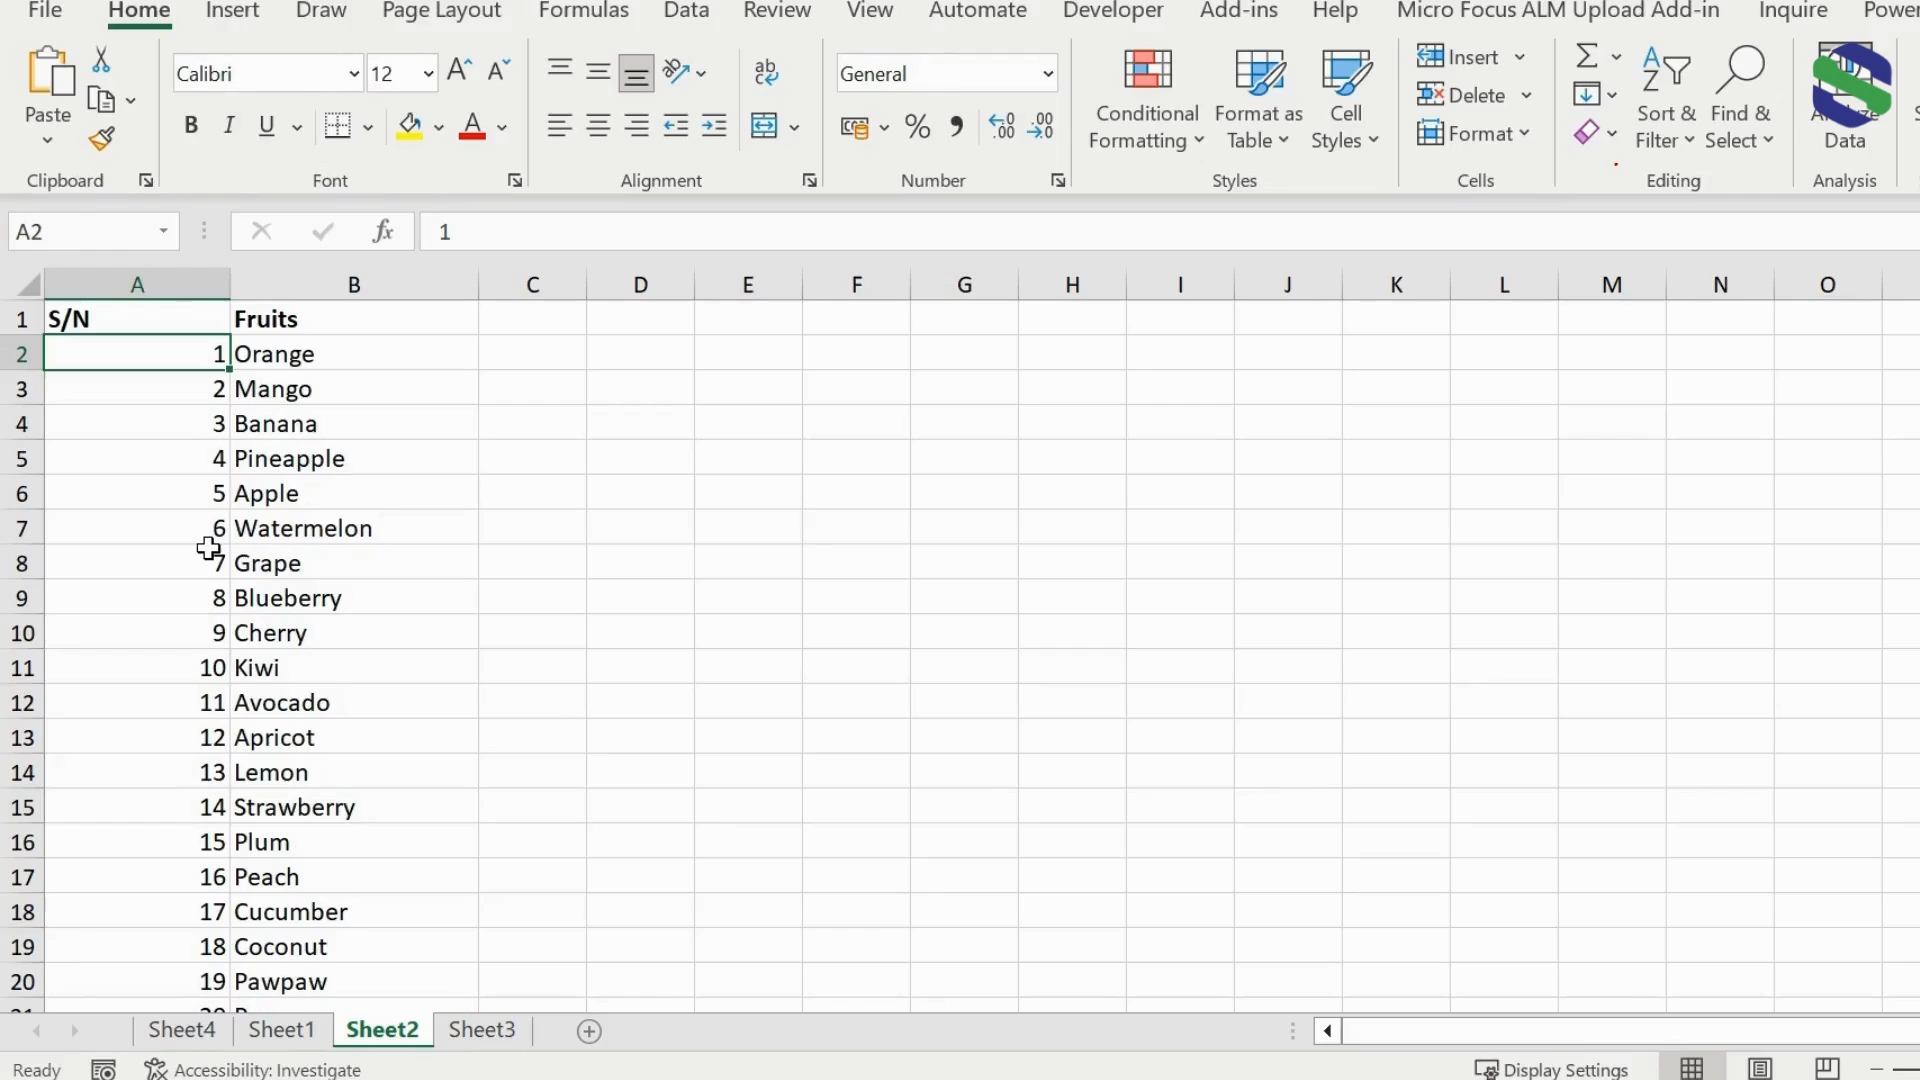 File Home Insert Draw Page Layout Formulas Data Review View Automate Developer Add-ins Help Micro Focus ALM Upload Add-in Inquire Power
Paste
Calibri 12
B I U
ab
General
% 9 .00
Conditional Formatting
Format as Table
Cell Styles
Insert
Delete
Format
Sort & Filter
Find & Select
Data
Clipboard Font Alignment Number Styles Cells Editing Analysis
A2 fx 1
A B C D E F G H I J K L M N O
1 S/N Fruits
2 1 Orange
3 2 Mango
4 3 Banana
5 4 Pineapple
6 5 Apple
7 6 Watermelon
8 7 Grape
9 8 Blueberry
10 9 Cherry
11 10 Kiwi
12 11 Avocado
13 12 Apricot
14 13 Lemon
15 14 Strawberry
16 15 Plum
17 16 Peach
18 17 Cucumber
19 18 Coconut
20 19 Pawpaw
Sheet4 Sheet1 Sheet2 Sheet3
Ready Accessibility: Investigate Display Settings